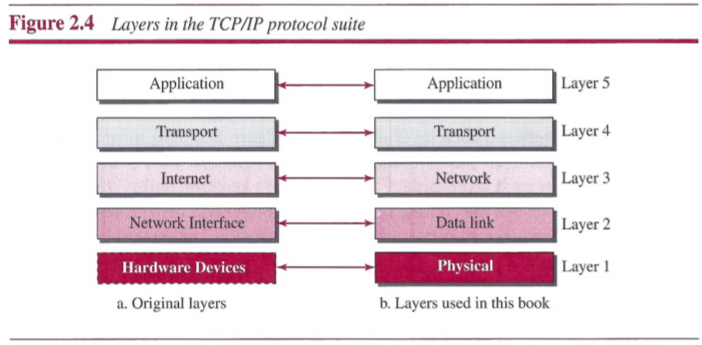 Figure 2.4 Layers in the TCP/IP protocol suite
Application Application Layer 5
Transport Transport Layer 4
Internet Network Layer 3
Network Interface Data link Layer 2
Hardware Devices Physical Layer 1
a. Original layers b. Layers used in this book